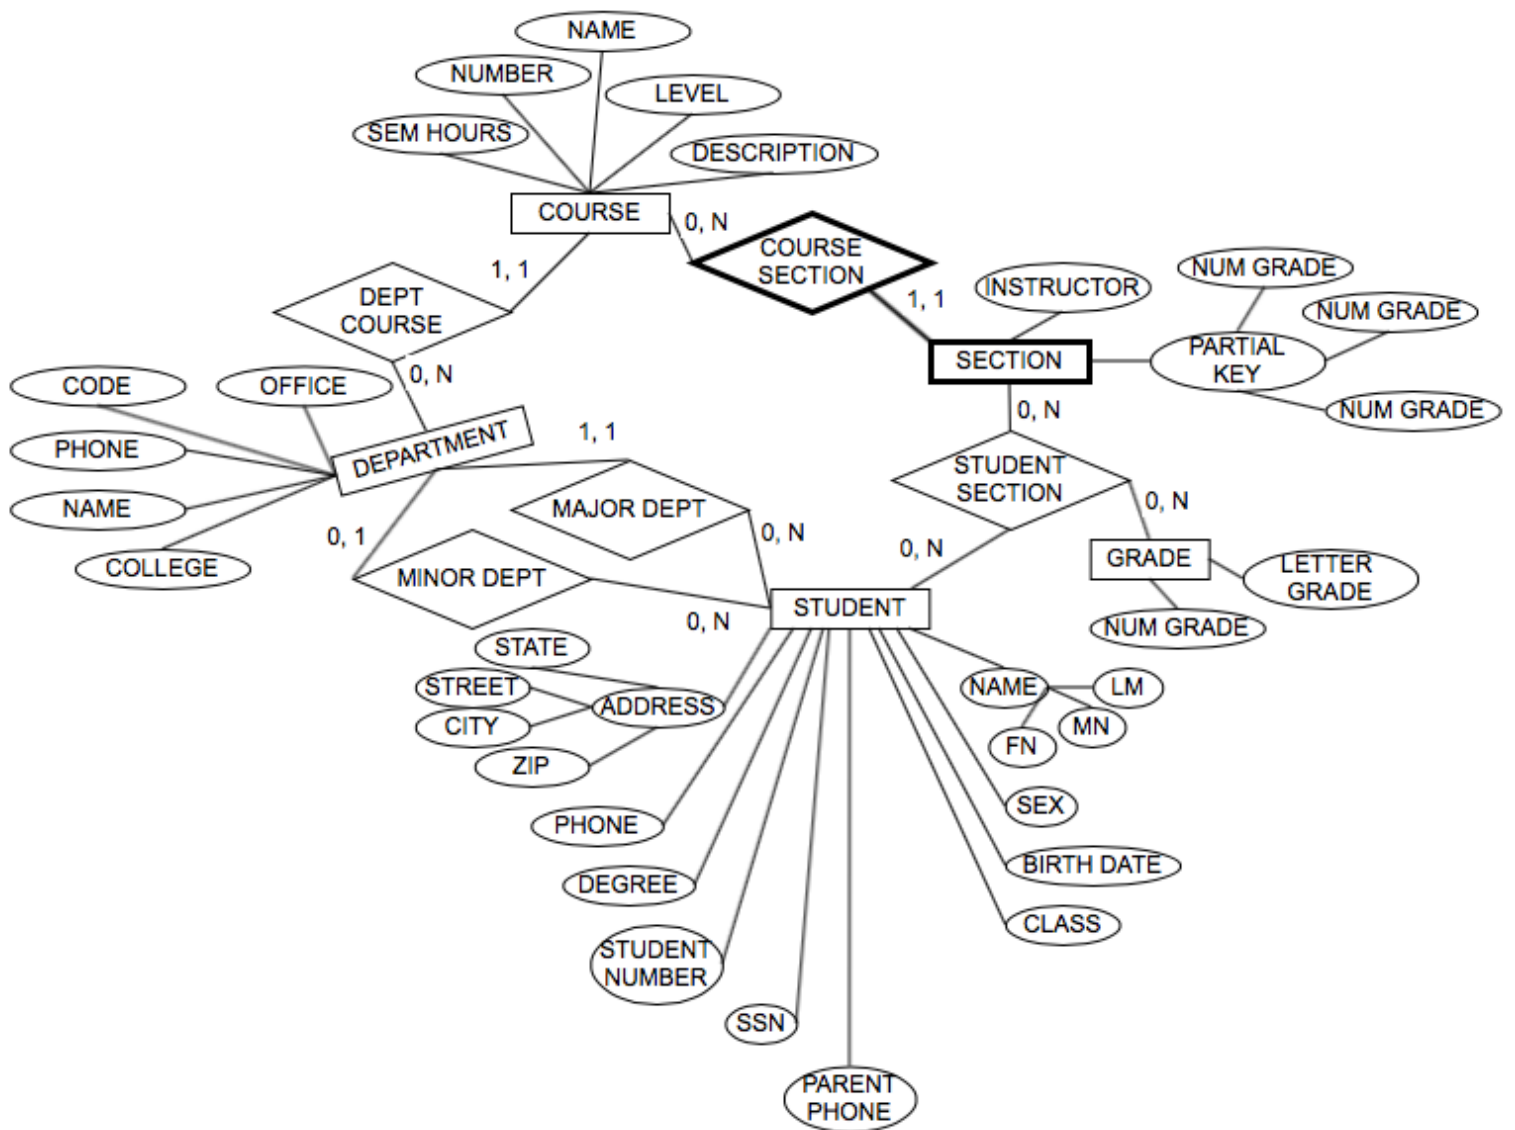 NAME
NUMBER
LEVEL
SEM HOURS
DESCRIPTION
COURSE
0, N
COURSE
SECTION
1, 1
DEPT
COURSE
1, 1
INSTRUCTOR
NUM GRADE
NUM GRADE
SECTION
PARTIAL
KEY
NUM GRADE
0, N
CODE
OFFICE
0, N
PHONE
DEPARTMENT
1, 1
NAME
MAJOR DEPT
STUDENT
SECTION
0, N
0, 1
0, N
0, N
COLLEGE
MINOR DEPT
GRADE
LETTER
GRADE
STUDENT
0, N
NUM GRADE
STATE
STREET
ADDRESS
CITY
ZIP
NAME
LM
MN
FN
PHONE
SEX
DEGREE
BIRTH DATE
CLASS
STUDENT
NUMBER
SSN
PARENT
PHONE